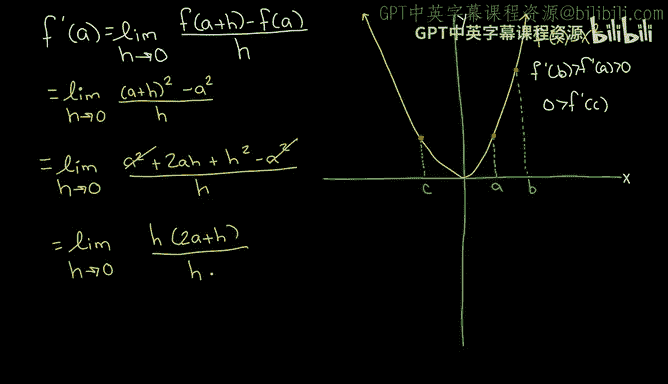 GPT中英字幕课程资源@bilibili.com
GPT中英字幕课程资源 bilibili
f'(a) = lim h→0 f(a+h)-f(a) / h
= lim h→0 (a+h)² - a² / h
= lim h→0 a² + 2ah + h² - a² / h
= lim h→0 h(2a+h) / h
f'(b)>f'(a)>0
0>f'(c)
c a b x